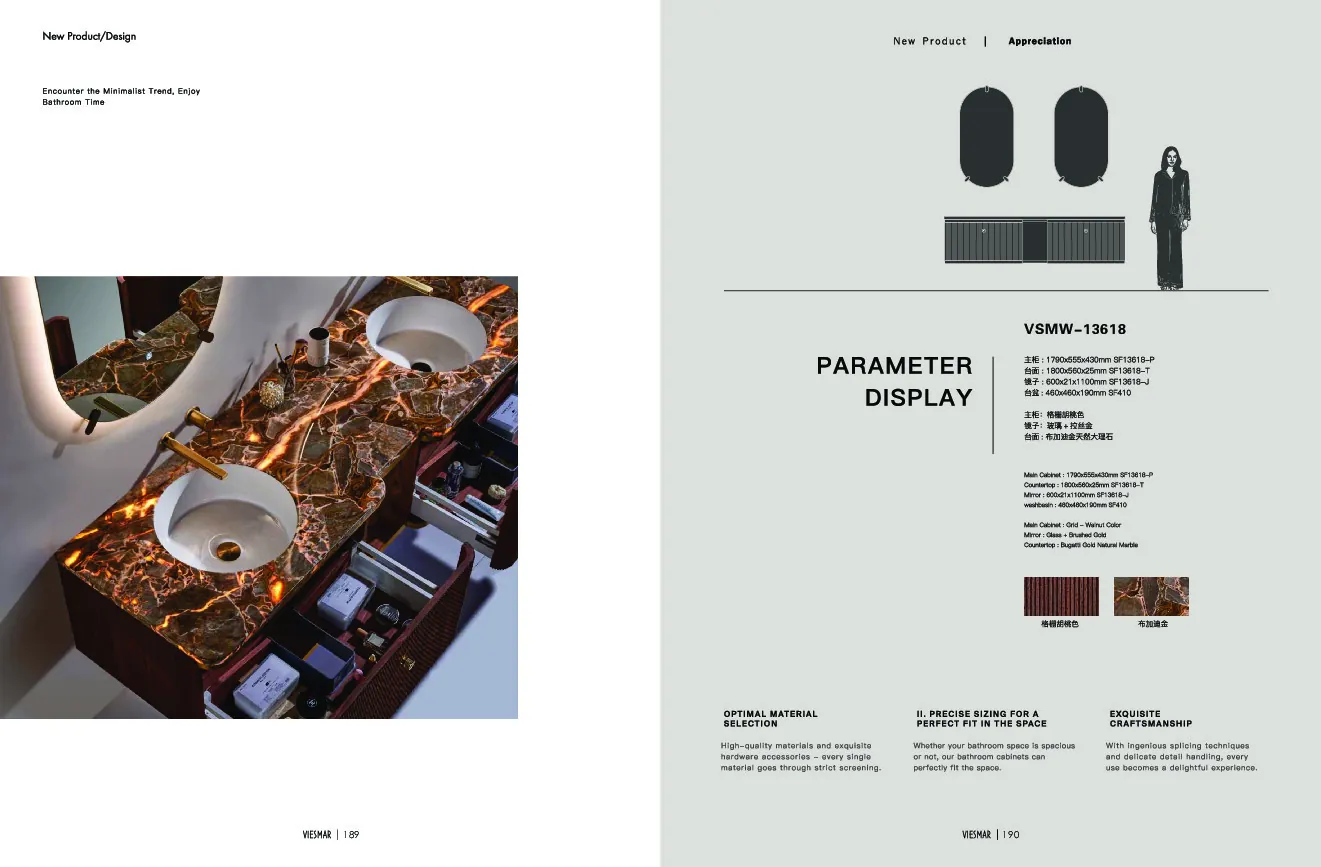 New Product/Design
Encounter the Minimalist Trend, Enjoy
Bathroom Time
VIESMAR | 189
New Product | Appreciation
VSMW-13618
PARAMETER
DISPLAY
主柜 : 1790x555x430mm SF13618-P
台面 : 1800x560x25mm SF13618-T
镜子 : 600x21x1100mm SF13618-J
台盆 : 460x460x190mm SF410
主柜: 格栅胡桃色
镜子: 玻璃 + 拉丝金
台面 : 布加迪金天然大理石
Main Cabinet : 1790x555x430mm SF13618-P
Countertop : 1800x560x25mm SF13618-T
Mirror : 600x21x1100mm SF13618-J
washbasin : 460x460x190mm SF410
Main Cabinet : Grid - Walnut Color
Mirror : Glass + Brushed Gold
Countertop : Bugatti Gold Natural Marble
格栅胡桃色
布加迪金
OPTIMAL MATERIAL
SELECTION
High-quality materials and exquisite
hardware accessories - every single
material goes through strict screening.
II. PRECISE SIZING FOR A
PERFECT FIT IN THE SPACE
Whether your bathroom space is spacious
or not, our bathroom cabinets can
perfectly fit the space.
EXQUISITE
CRAFTSMANSHIP
With ingenious splicing techniques
and delicate detail handling, every
use becomes a delightful experience.
VIESMAR | 190